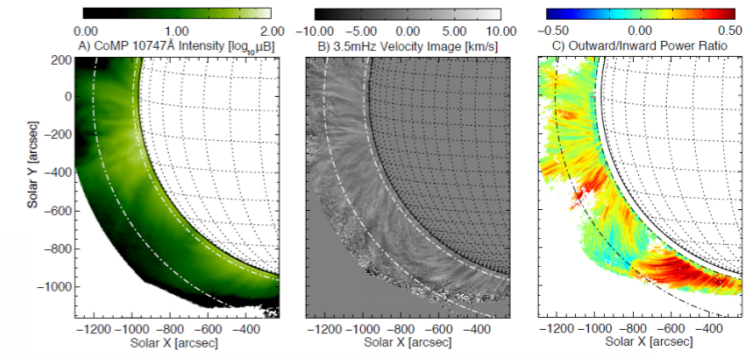 0.00 1.00 2.00
A) CoMP 10747Å Intensity [log10 μB]
-10.00 -5.00 0.00 5.00 10.00
B) 3.5mHz Velocity Image [km/s]
-0.50 0.00 0.50
C) Outward/Inward Power Ratio
Solar Y [arcsec]
200
0
-200
-400
-600
-800
-1000
-1200 -1000 -800 -600 -400
Solar X [arcsec]
-1200 -1000 -800 -600 -400
Solar X [arcsec]
-1200 -1000 -800 -600 -400
Solar X [arcsec]